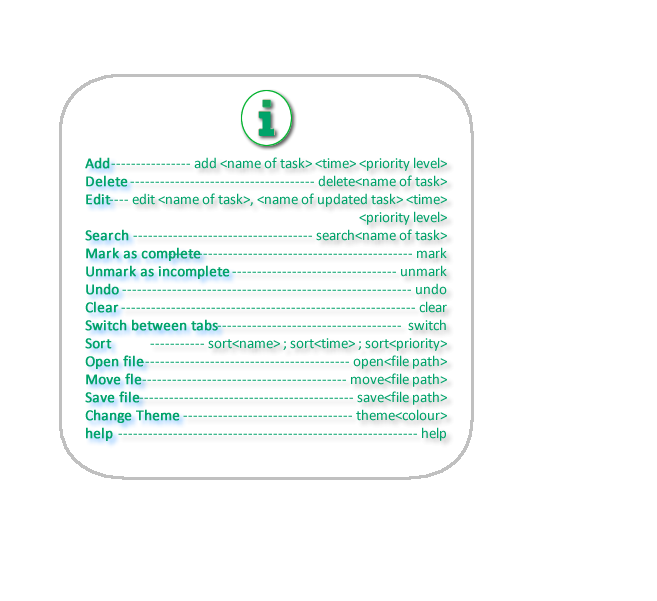 i
Add---------------- add <name of task> <time> <priority level>
Delete------------------------------------- delete<name of task>
Edit---- edit <name of task>, <name of updated task> <time>
<priority level>
Search ------------------------------------ search<name of task>
Mark as complete------------------------------------------ mark
Unmark as incomplete --------------------------------- unmark
Undo ---------------------------------------------------------- undo
Clear ----------------------------------------------------------- clear
Switch between tabs------------------------------------- switch
Sort ----------- sort<name> ; sort<time> ; sort<priority>
Open file----------------------------------------- open<file path>
Move fle----------------------------------------- move<file path>
Save file------------------------------------------- save<file path>
Change Theme ---------------------------------- theme<colour>
help ------------------------------------------------------------ help